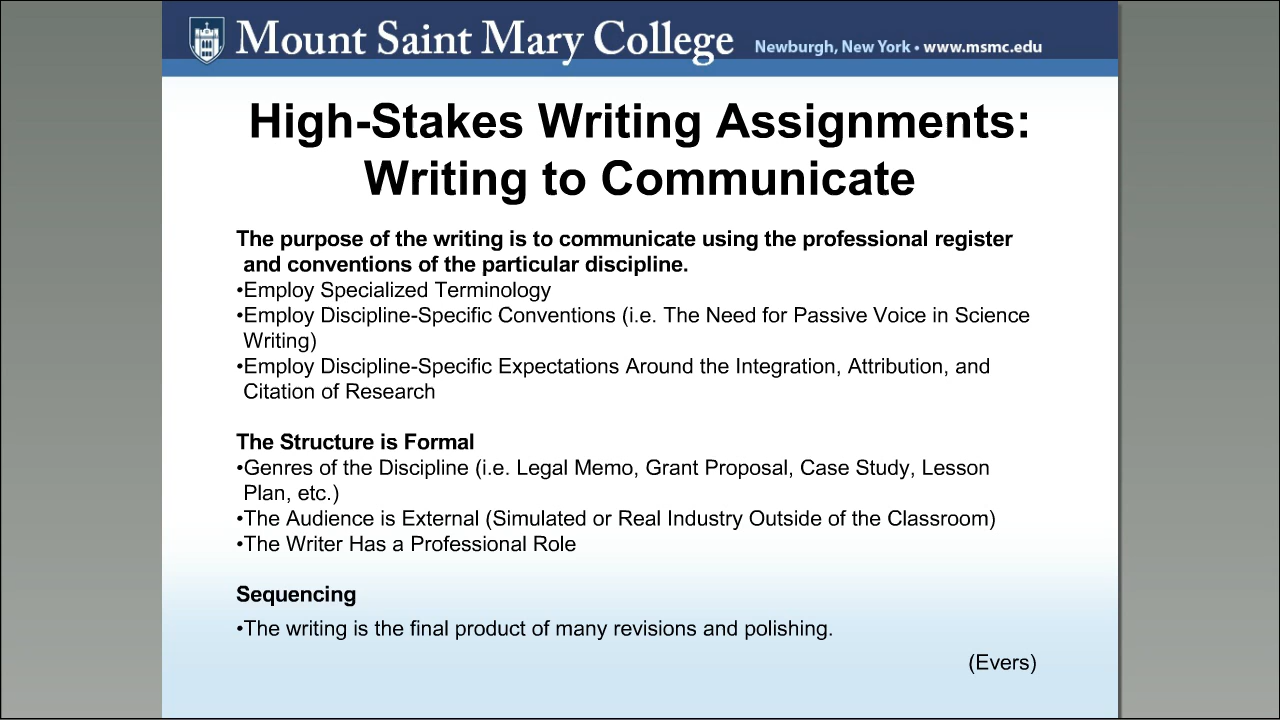 Mount Saint Mary College Newburgh, New York • www.msmc.edu
High-Stakes Writing Assignments:
Writing to Communicate
The purpose of the writing is to communicate using the professional register
and conventions of the particular discipline.
•Employ Specialized Terminology
•Employ Discipline-Specific Conventions (i.e. The Need for Passive Voice in Science
Writing)
•Employ Discipline-Specific Expectations Around the Integration, Attribution, and
Citation of Research
The Structure is Formal
•Genres of the Discipline (i.e. Legal Memo, Grant Proposal, Case Study, Lesson
Plan, etc.)
•The Audience is External (Simulated or Real Industry Outside of the Classroom)
•The Writer Has a Professional Role
Sequencing
•The writing is the final product of many revisions and polishing.
(Evers)